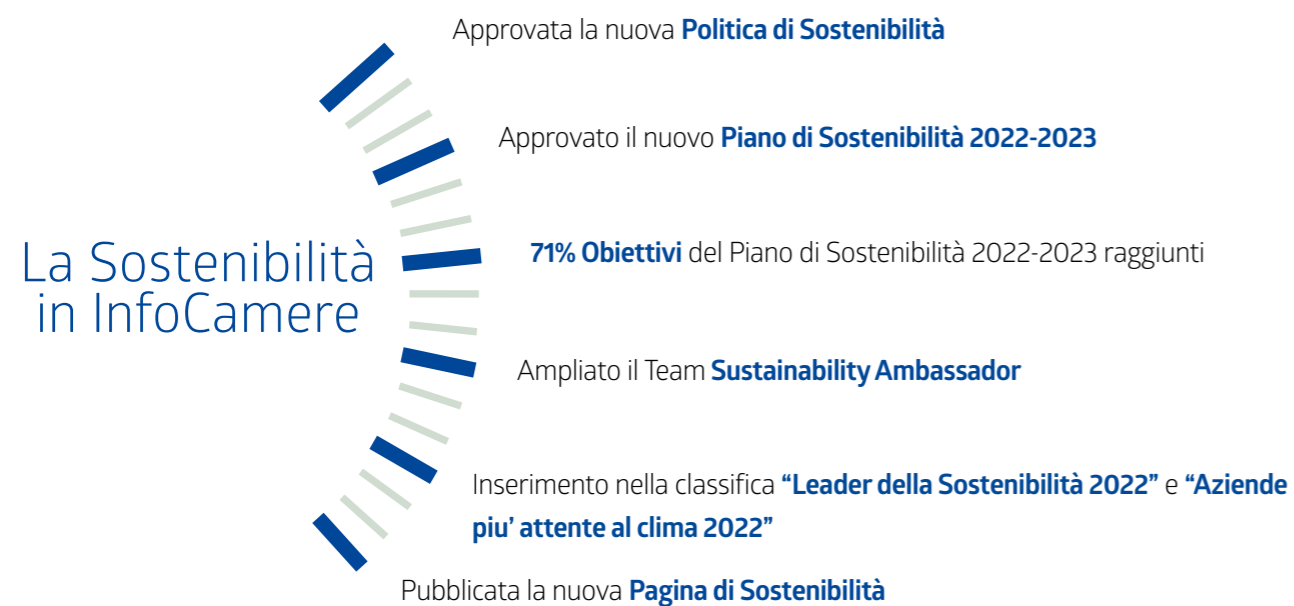 Approvata la nuova Politica di Sostenibilità
Approvato il nuovo Piano di Sostenibilità 2022-2023
La Sostenibilità
in InfoCamere
71% Obiettivi del Piano di Sostenibilità 2022-2023 raggiunti
Ampliato il Team Sustainability Ambassador
Inserimento nella classifica “Leader della Sostenibilità 2022” e “Aziende
piu’ attente al clima 2022”
Pubblicata la nuova Pagina di Sostenibilità